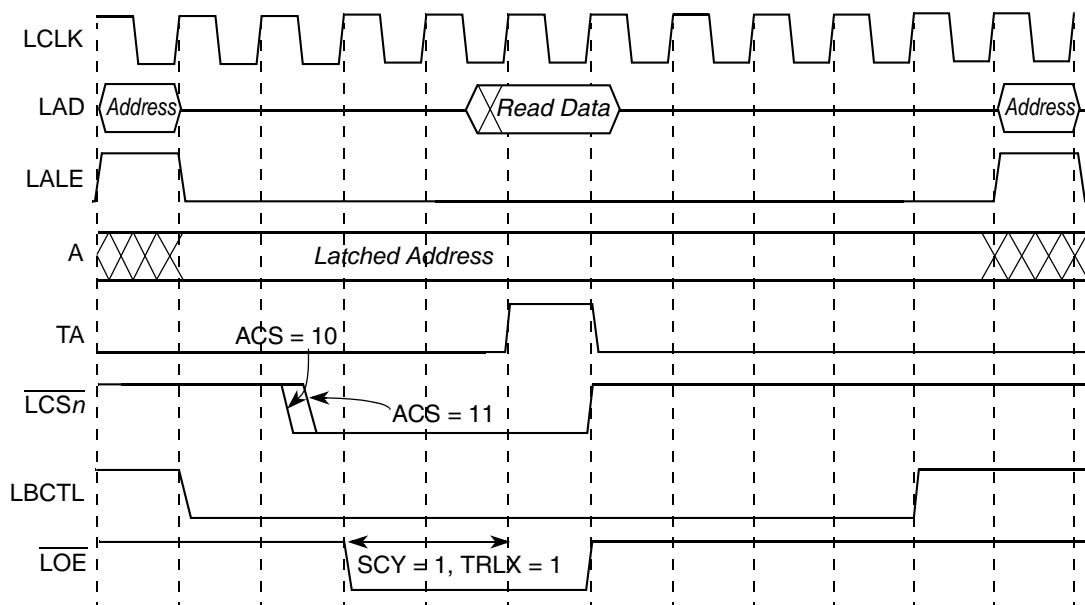 LCLK
LAD Address Read Data Address
LALE
A Latched Address
TA
ACS = 10
LCSn
ACS = 11
LBCTL
LOE
SCY = 1, TRLX = 1